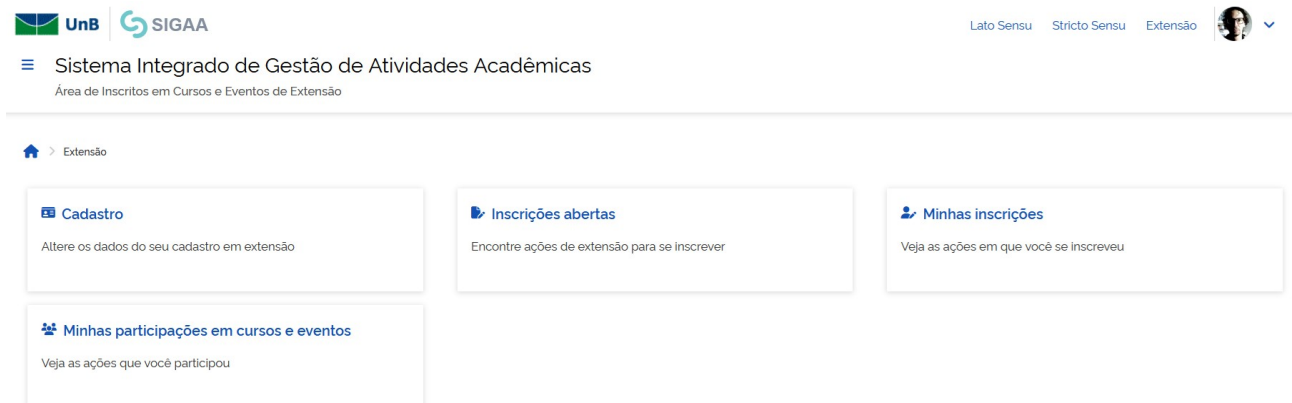 UnB SIGAA Lato Sensu Stricto Sensu Extensão
Sistema Integrado de Gestão de Atividades Acadêmicas
Área de Inscritos em Cursos e Eventos de Extensão
> Extensão
Cadastro
Altere os dados do seu cadastro em extensão
Inscrições abertas
Encontre ações de extensão para se inscrever
Minhas inscrições
Veja as ações em que você se inscreveu
Minhas participações em cursos e eventos
Veja as ações que você participou